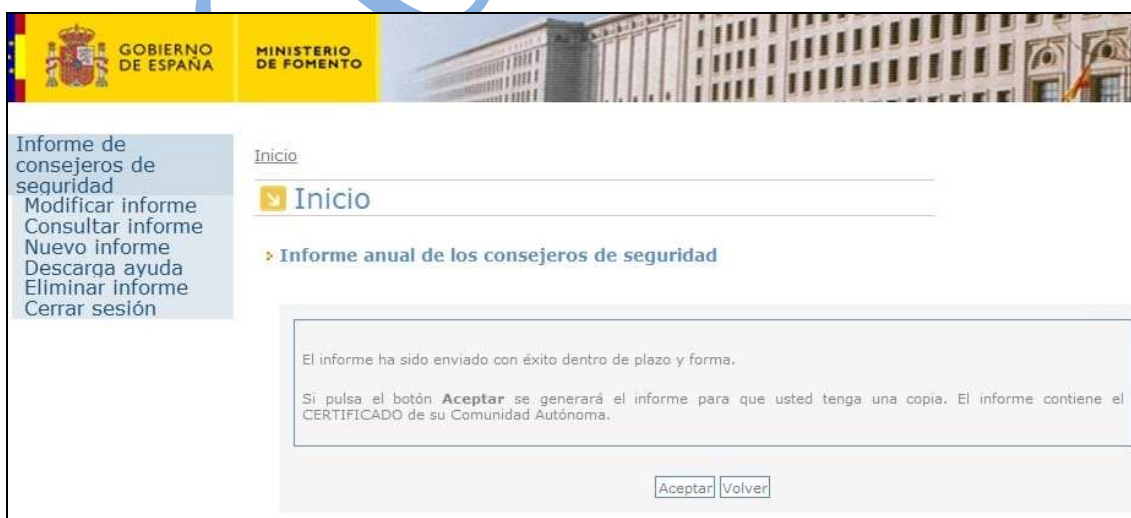 GOBIERNO
DE ESPAÑA
MINISTERIO
DE FOMENTO
Informe de
consejeros de
seguridad
Modificar informe
Consultar informe
Nuevo informe
Descarga ayuda
Eliminar informe
Cerrar sesión
Inicio
Inicio
Informe anual de los consejeros de seguridad
El informe ha sido enviado con éxito dentro de plazo y forma.
Si pulsa el botón Aceptar se generará el informe para que usted tenga una copia. El informe contiene el
CERTIFICADO de su Comunidad Autónoma.
Aceptar Volver